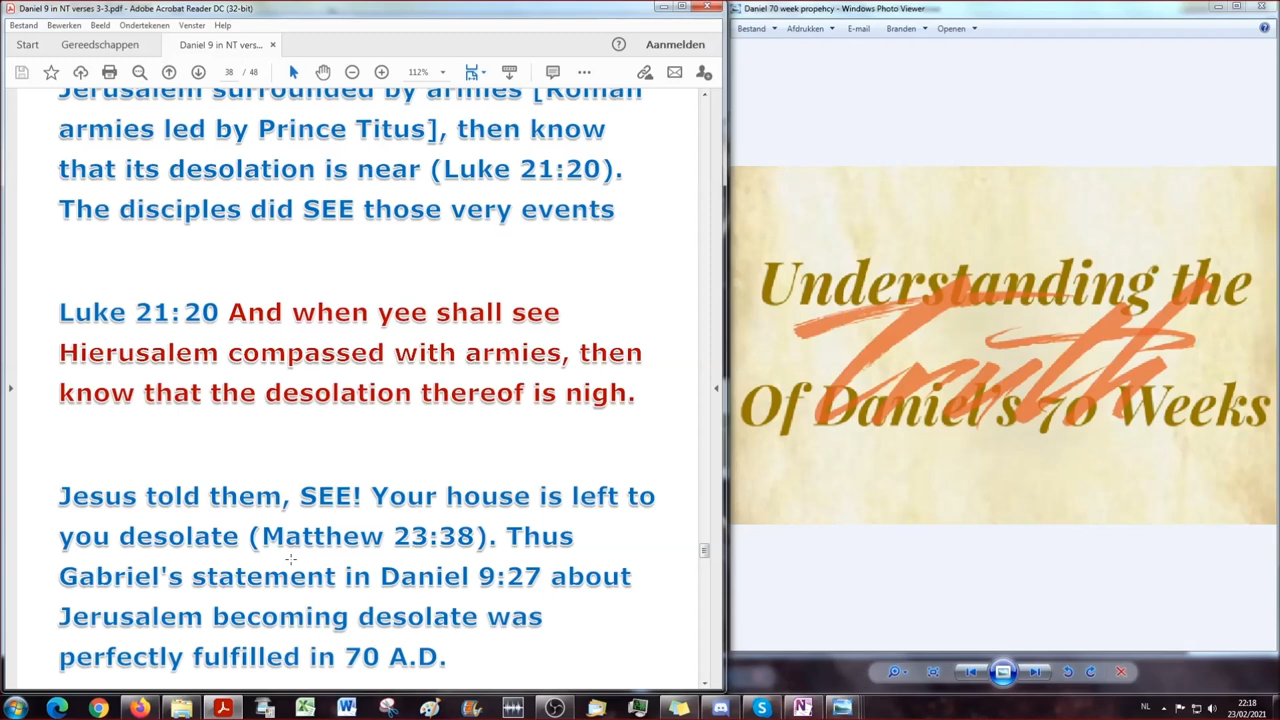 Daniel 9 in NT verses 3-3.pdf - Adobe Acrobat Reader DC (32-bit)
Bestand Bewerken Beeld Ondertekenen Venster Help
Start Gereedschappen Daniel 9 in NT vers... × Aanmelden
38 / 48 112%
Jerusalem surrounded by armies [Roman
armies led by Prince Titus], then know
that its desolation is near (Luke 21:20).
The disciples did SEE those very events
Luke 21:20 And when yee shall see
Hierusalem compassed with armies, then
know that the desolation thereof is nigh.
Jesus told them, SEE! Your house is left to
you desolate (Matthew 23:38). Thus
Gabriel's statement in Daniel 9:27 about
Jerusalem becoming desolate was
perfectly fulfilled in 70 A.D.
Daniel 70 week propehcy - Windows Photo Viewer
Bestand Afdrukken E-mail Branden Openen
Understanding the
Truth
Of Daniel's 70 Weeks
NL 22:18
23/02/2021